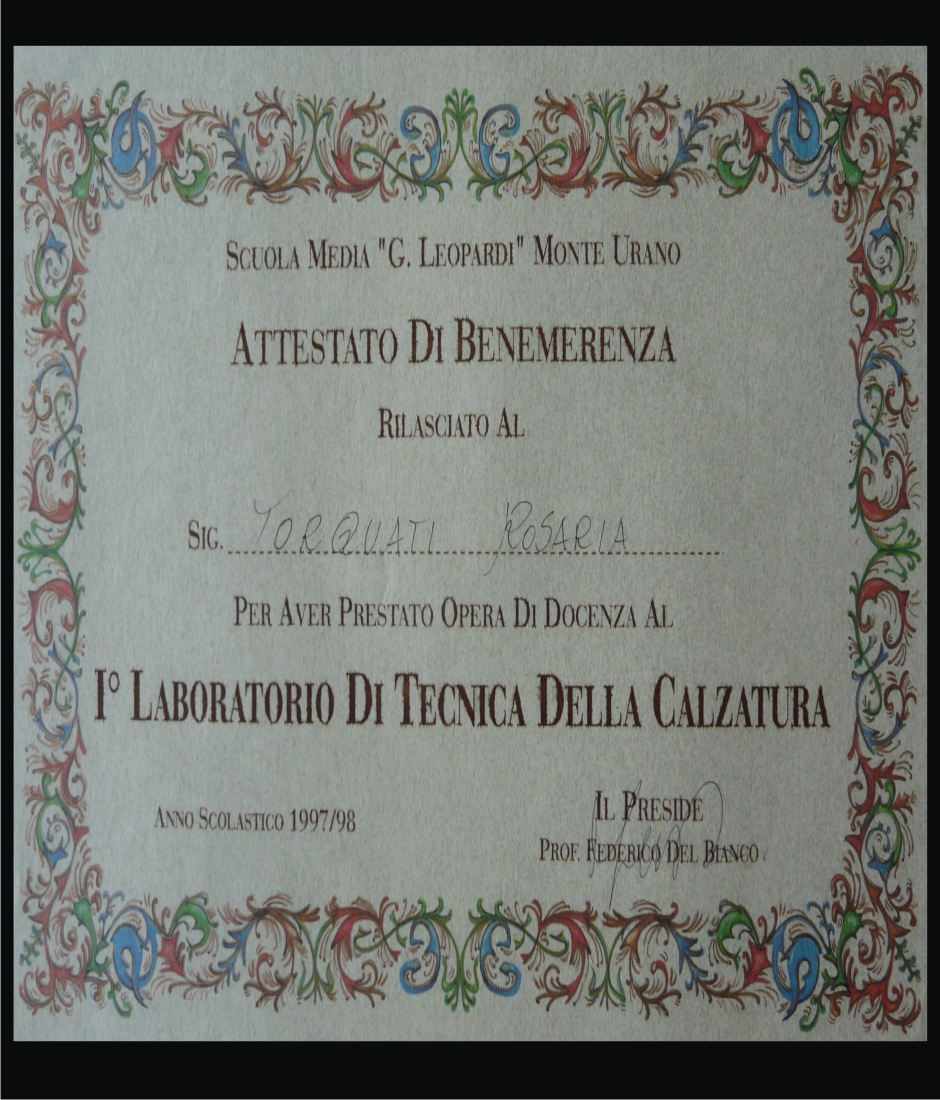 Scuola Media "G. Leopardi" Monte Urano
Attestato Di Benemerenza
Rilasciato Al
Sig. TORQUATI ROSARIA
Per Aver Prestato Opera Di Docenza Al
I° Laboratorio Di Tecnica Della Calzatura
Anno Scolastico 1997/98
Il Preside
Prof. Federico Del Bianco